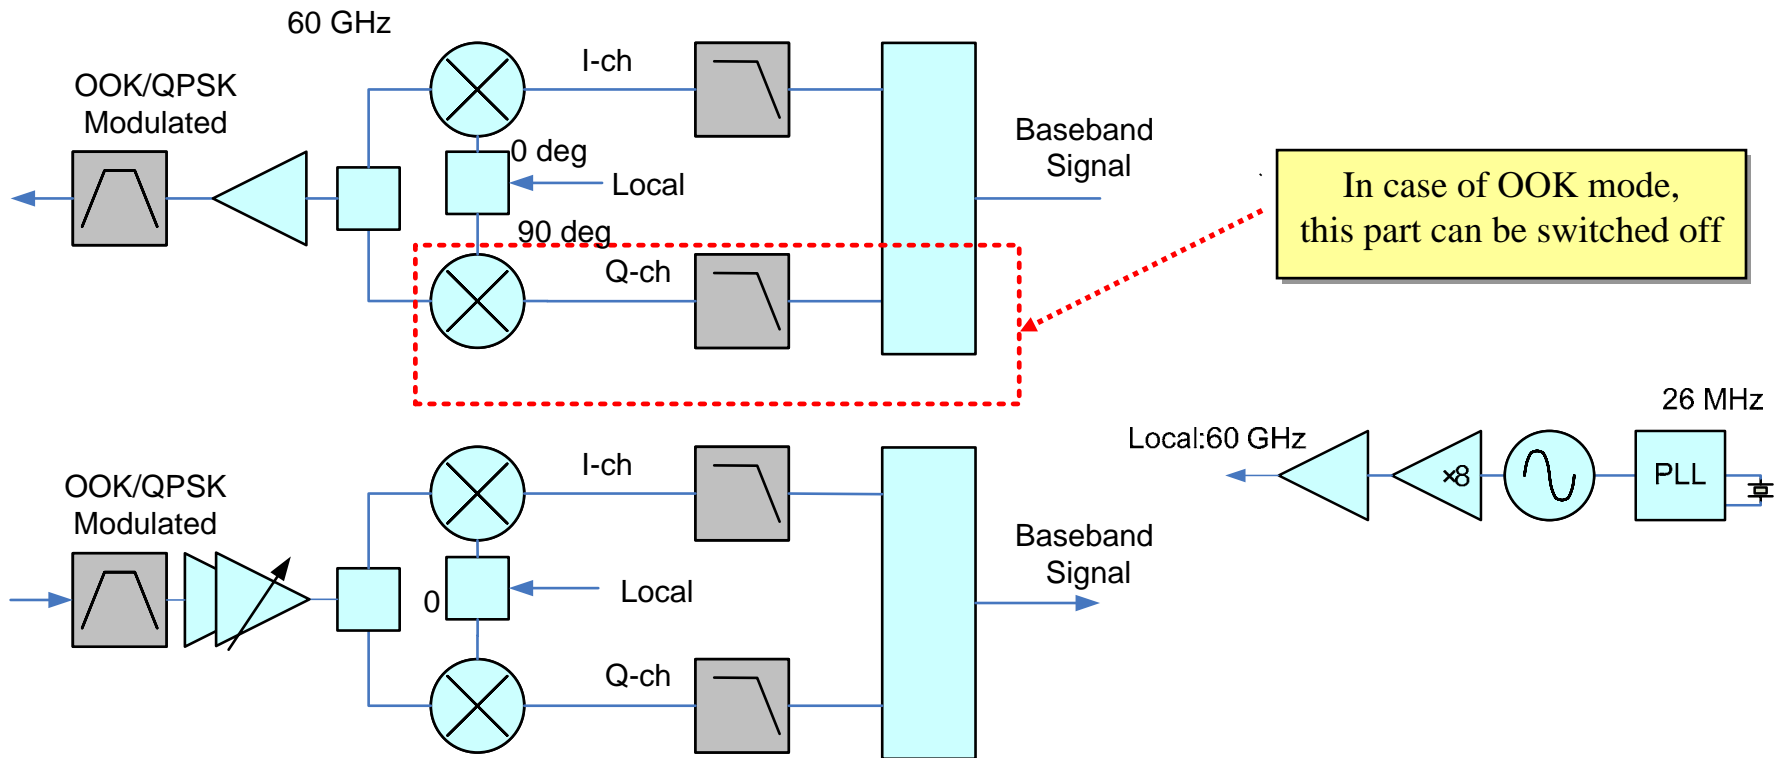 60 GHz
OOK/QPSK
Modulated
I-ch
0 deg
Local
90 deg
Q-ch
Baseband
Signal
In case of OOK mode,
this part can be switched off
26 MHz
Local:60 GHz
×8
PLL
OOK/QPSK
Modulated
I-ch
0
Local
Q-ch
Baseband
Signal